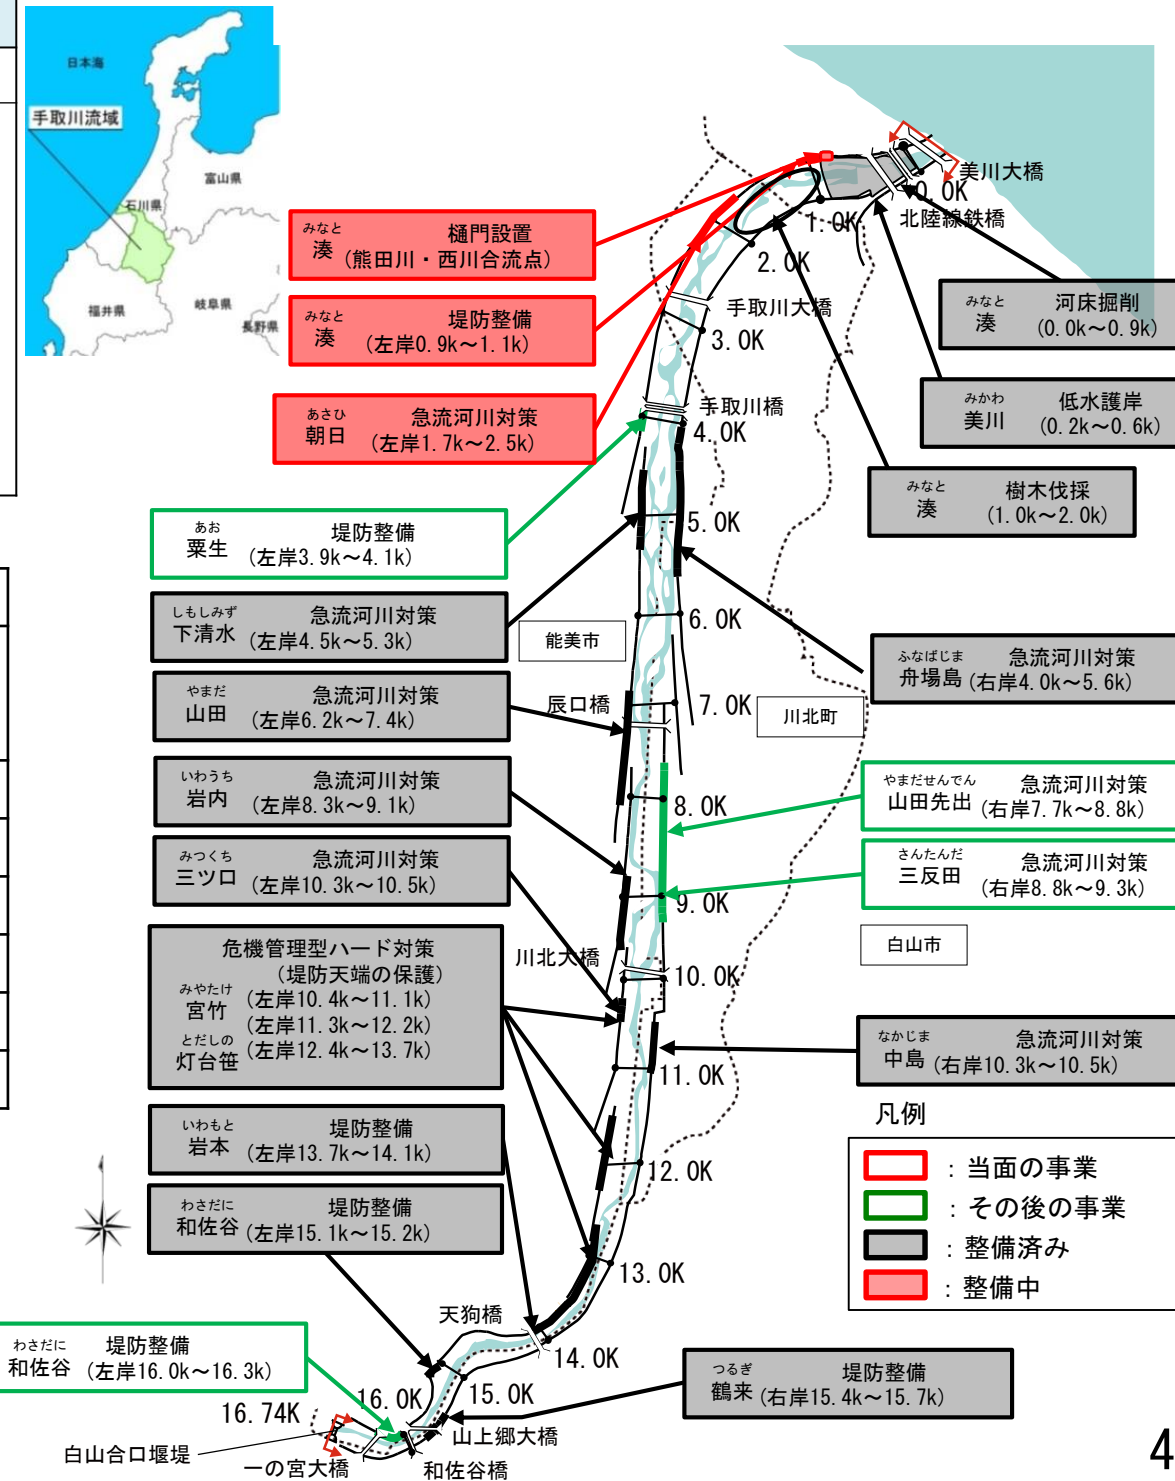 日本海
手取川流域
富山県
石川県
福井県
岐阜県
長野県
みなと
湊
樋門設置
(熊田川・西川合流点)
みなと
湊
堤防整備
(左岸0.9k～1.1k)
あさひ
朝日
急流河川対策
(左岸1.7k～2.5k)
あお
粟生
堤防整備
(左岸3.9k～4.1k)
しもしみず
下清水
急流河川対策
(左岸4.5k～5.3k)
やまだ
山田
急流河川対策
(左岸6.2k～7.4k)
いわうち
岩内
急流河川対策
(左岸8.3k～9.1k)
みつくち
三ツ口
急流河川対策
(左岸10.3k～10.5k)
危機管理型ハード対策
(堤防天端の保護)
みやたけ
宮竹
(左岸10.4k～11.1k)
(左岸11.3k～12.2k)
とだしの
灯台笹
(左岸12.4k～13.7k)
いわもと
岩本
堤防整備
(左岸13.7k～14.1k)
わさだに
和佐谷
堤防整備
(左岸15.1k～15.2k)
わさだに
和佐谷
堤防整備
(左岸16.0k～16.3k)
美川大橋
0.0K
北陸線鉄橋
1.0K
2.0K
手取川大橋
3.0K
手取川橋
4.0K
5.0K
6.0K
能美市
辰口橋
7.0K
川北町
8.0K
9.0K
白山市
川北大橋
10.0K
11.0K
12.0K
13.0K
天狗橋
14.0K
15.0K
16.0K
16.74K
山上郷大橋
白山合口堰堤
一の宮大橋
和佐谷橋
みなと
湊
河床掘削
(0.0k～0.9k)
みかわ
美川
低水護岸
(0.2k～0.6k)
みなと
湊
樹木伐採
(1.0k～2.0k)
ふなばじま
舟場島
急流河川対策
(右岸4.0k～5.6k)
やまだせんでん
山田先出
急流河川対策
(右岸7.7k～8.8k)
さんたんだ
三反田
急流河川対策
(右岸8.8k～9.3k)
なかじま
中島
急流河川対策
(右岸10.3k～10.5k)
つるぎ
鶴来
堤防整備
(右岸15.4k～15.7k)
凡例
：当面の事業
：その後の事業
：整備済み
：整備中
4